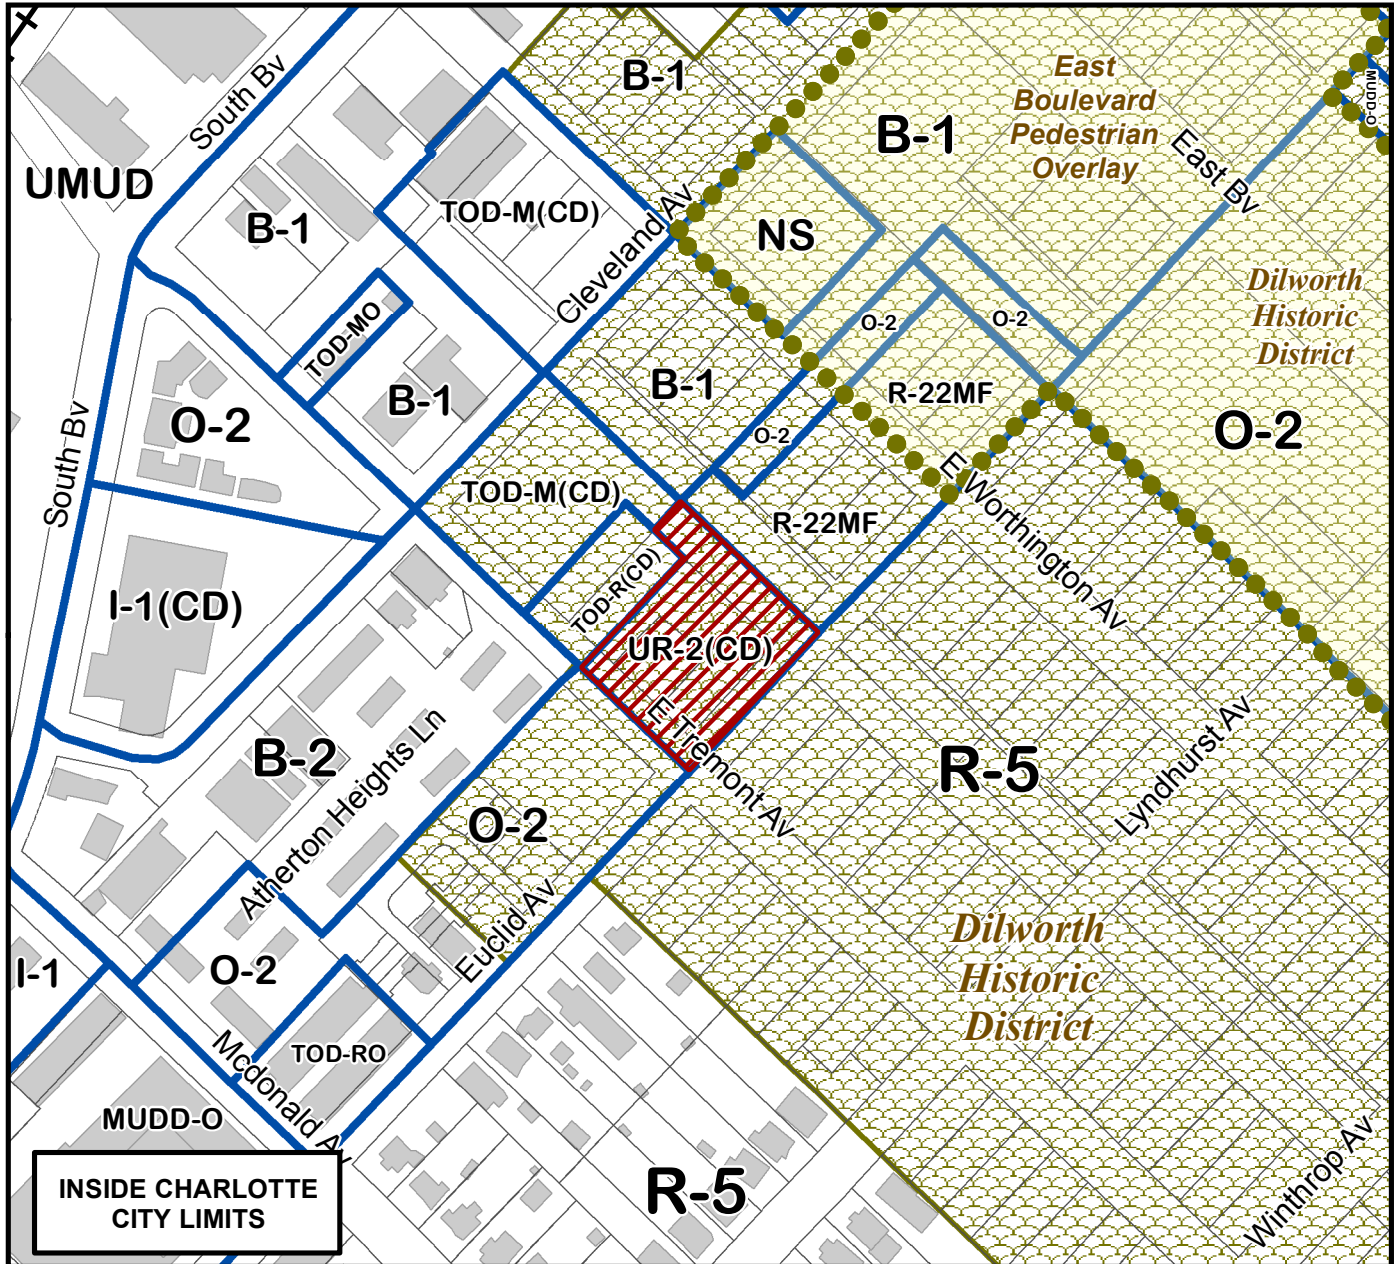 South Bv
B-1
East
Boulevard
Pedestrian
Overlay
MUDD-O
B-1
East Bv
UMUD
B-1
TOD-M(CD)
Cleveland Av
NS
Dilworth
Historic
District
TOD-MO
O-2
O-2
B-1
B-1
R-22MF
O-2
O-2
O-2
South Bv
TOD-M(CD)
E Worthington Av
R-22MF
I-1(CD)
TOD-R(CD)
UR-2(CD)
E Tremont Av
B-2
Atherton Heights Ln
R-5
Lyndhurst Av
O-2
Euclid Av
Dilworth
Historic
District
I-1
O-2
TOD-RO
Mcdonald Av
MUDD-O
R-5
Winthrop Av
INSIDE CHARLOTTE
CITY LIMITS